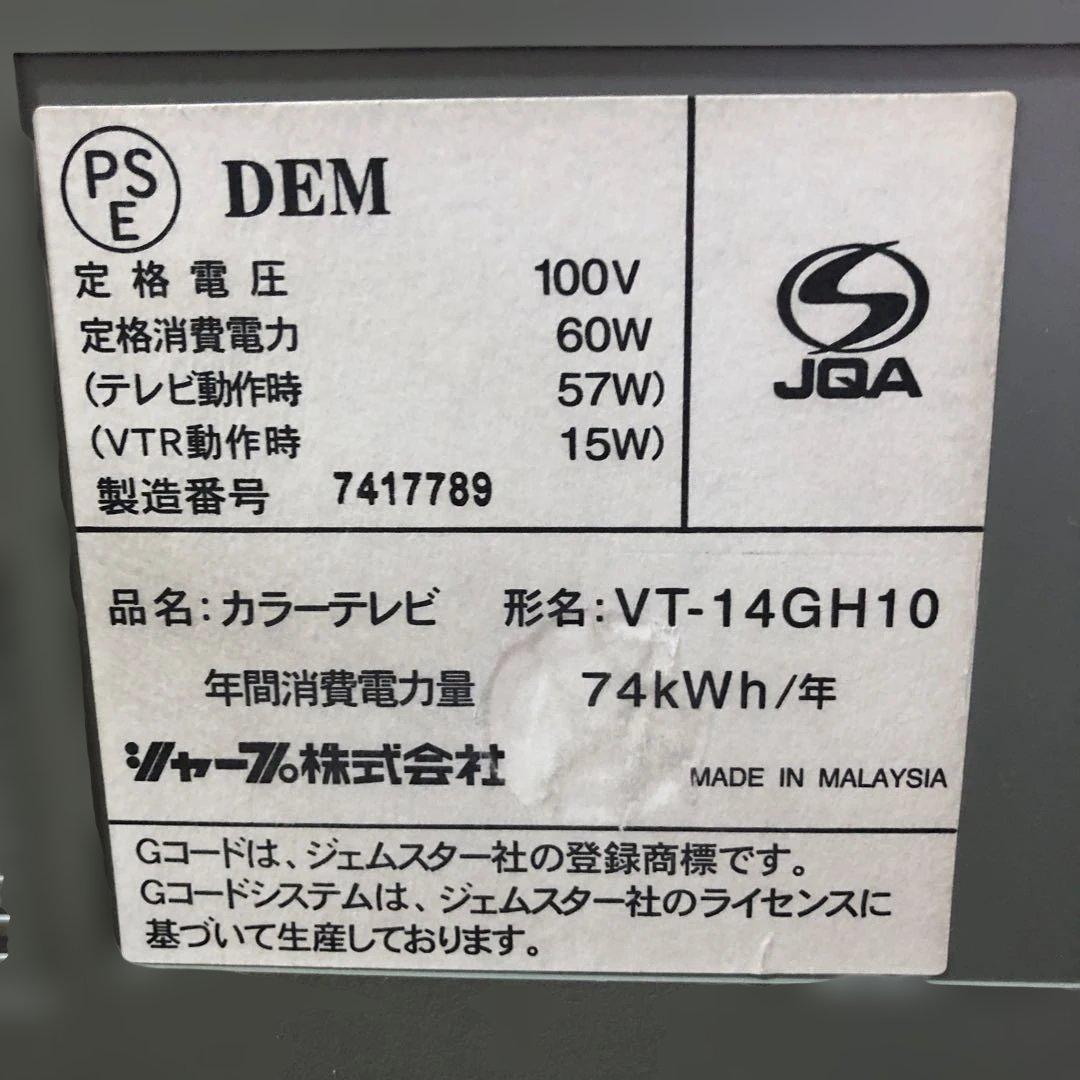 PS
E
DEM
定格電圧 100V
定格消費電力 60W
(テレビ動作時 57W)
(VTR動作時 15W)
製造番号 7417789
JQA
品名:カラーテレビ 形名:VT-14GH10
年間消費電力量 74kWh/年
シャープ株式会社
MADE IN MALAYSIA
Gコードは、ジェムスター社の登録商標です。
Gコードシステムは、ジェムスター社のライセンスに
基づいて生産しております。